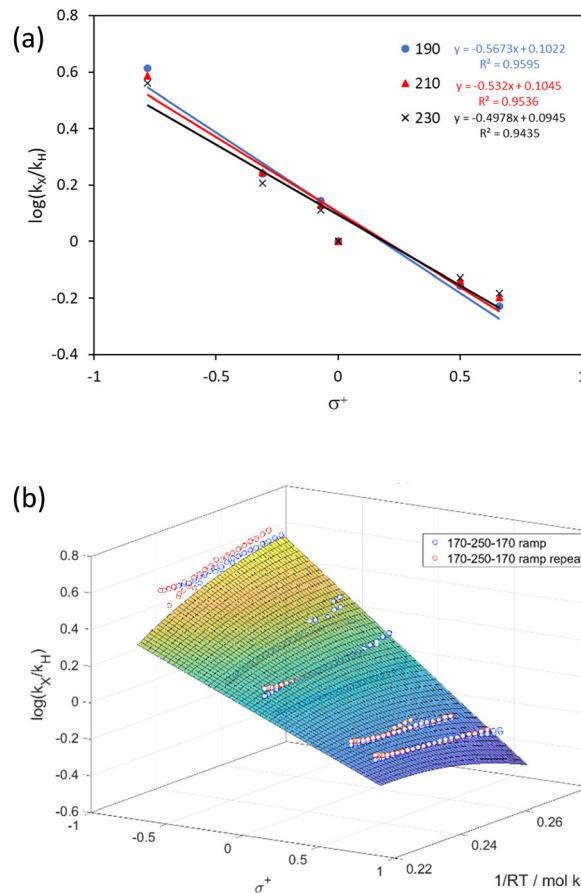 (a)
0.8
0.6
0.4
0.2
0
-0.2
-0.4
-1
-0.5
0
0.5
1
log(kX/kH)
σ+
190 y = -0.5673x + 0.1022
R² = 0.9595
210 y = -0.532x + 0.1045
R² = 0.9536
230 y = -0.4978x + 0.0945
R² = 0.9435
(b)
170-250-170 ramp
170-250-170 ramp repeat
0.8
0.6
0.4
0.2
0
-0.2
-0.4
-0.6
log(kX/kH)
-1
-0.5
0
0.5
1
σ+
0.22
0.24
0.26
1/RT / mol k